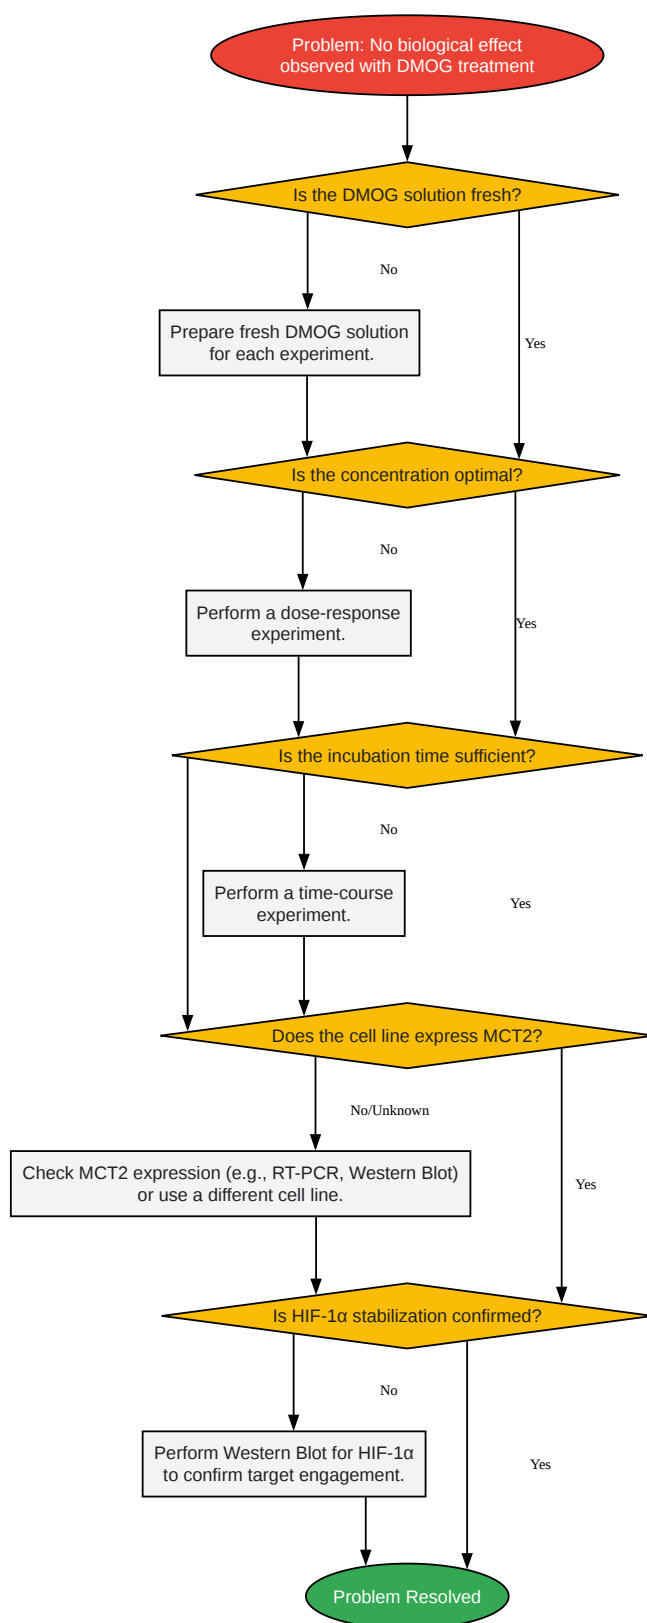 Problem: No biological effect
observed with DMOG treatment
Is the DMOG solution fresh?
No
Prepare fresh DMOG solution
for each experiment.
Yes
Is the concentration optimal?
No
Perform a dose-response
experiment.
Yes
Is the incubation time sufficient?
No
Perform a time-course
experiment.
Yes
Does the cell line express MCT2?
No/Unknown
Check MCT2 expression (e.g., RT-PCR, Western Blot)
or use a different cell line.
Yes
Is HIF-1α stabilization confirmed?
No
Perform Western Blot for HIF-1α
to confirm target engagement.
Yes
Problem Resolved